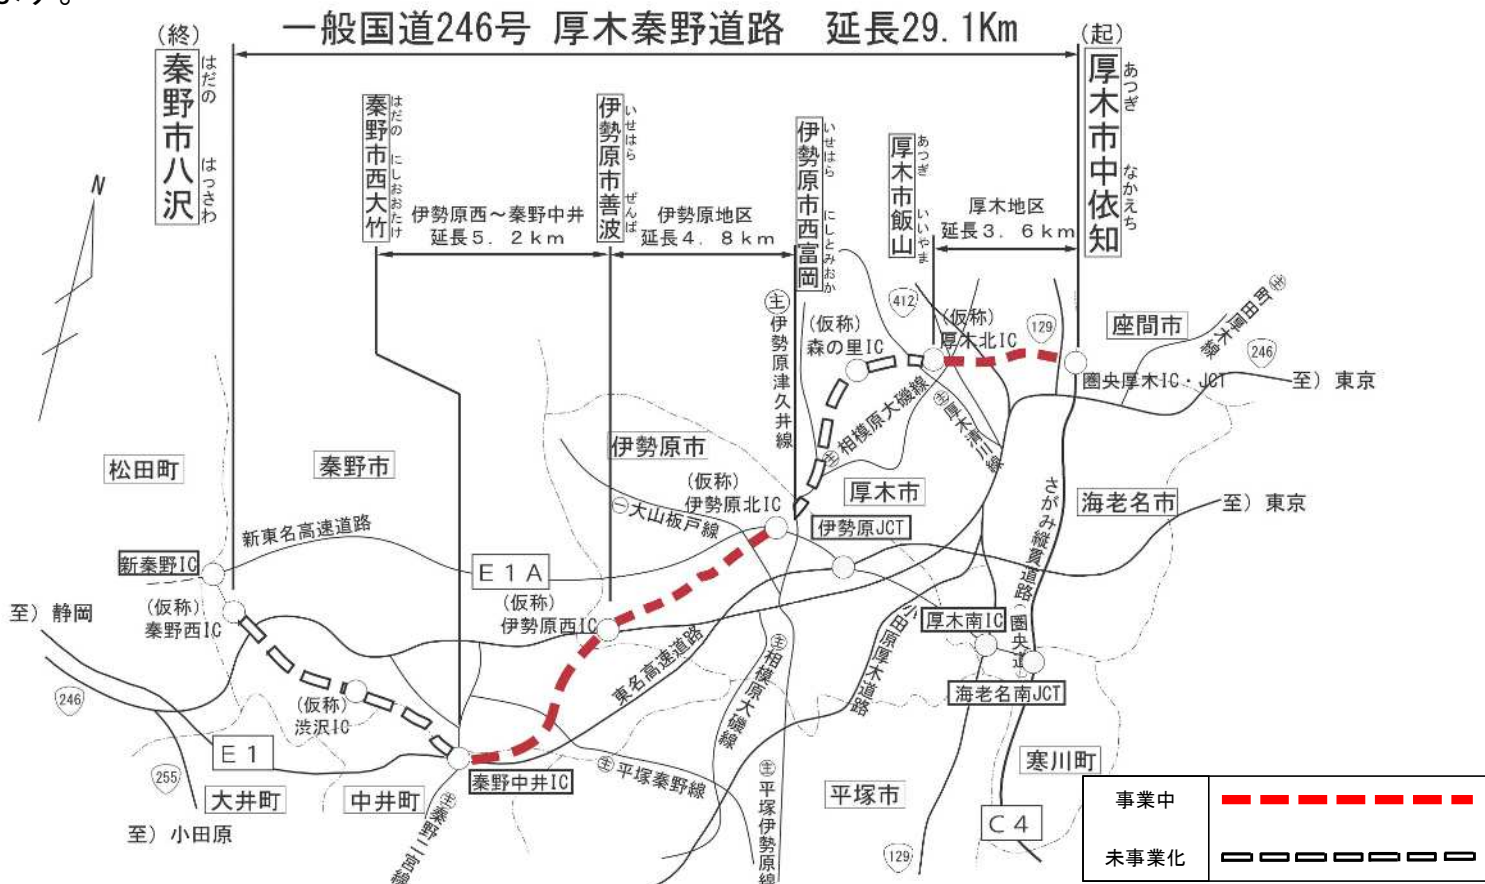 ます。
一般国道246号 厚木秦野道路 延長29.1Km
(終)
秦野市八沢
はだの はっさわ
(起)
厚木市中依知
あつぎ なかえち
秦野市西大竹
はだの にしおおたけ
伊勢原市善波
いせはら ぜんば
伊勢原市西富岡
いせはら にしとみおか
厚木市飯山
あつぎ いいやま
伊勢原西～秦野中井
延長5.2km
伊勢原地区
延長4.8km
厚木地区
延長3.6km
N
主 伊勢原津久井線
412
(仮称)
森の里IC
(仮称)
厚木北IC
129
座間市
主 町田厚木線
246
圏央厚木IC・JCT
至) 東京
主 相模原大磯線
主 厚木清川線
松田町
秦野市
伊勢原市
(仮称)
伊勢原北IC
厚木市
海老名市
至) 東京
一 大山板戸線
伊勢原JCT
さがみ縦貫道路(圏央道)
新東名高速道路
新秦野IC
E1A
至) 静岡
(仮称)
秦野西IC
(仮称)
伊勢原西IC
東名高速道路
小田原厚木道路
厚木南IC
主 相模原大磯線
海老名南JCT
246
(仮称)
渋沢IC
E1
255
秦野中井IC
主 平塚秦野線
寒川町
大井町
中井町
主 秦野二宮線
主 平塚伊勢原線
平塚市
C4
至) 小田原
129
事業中
未事業化